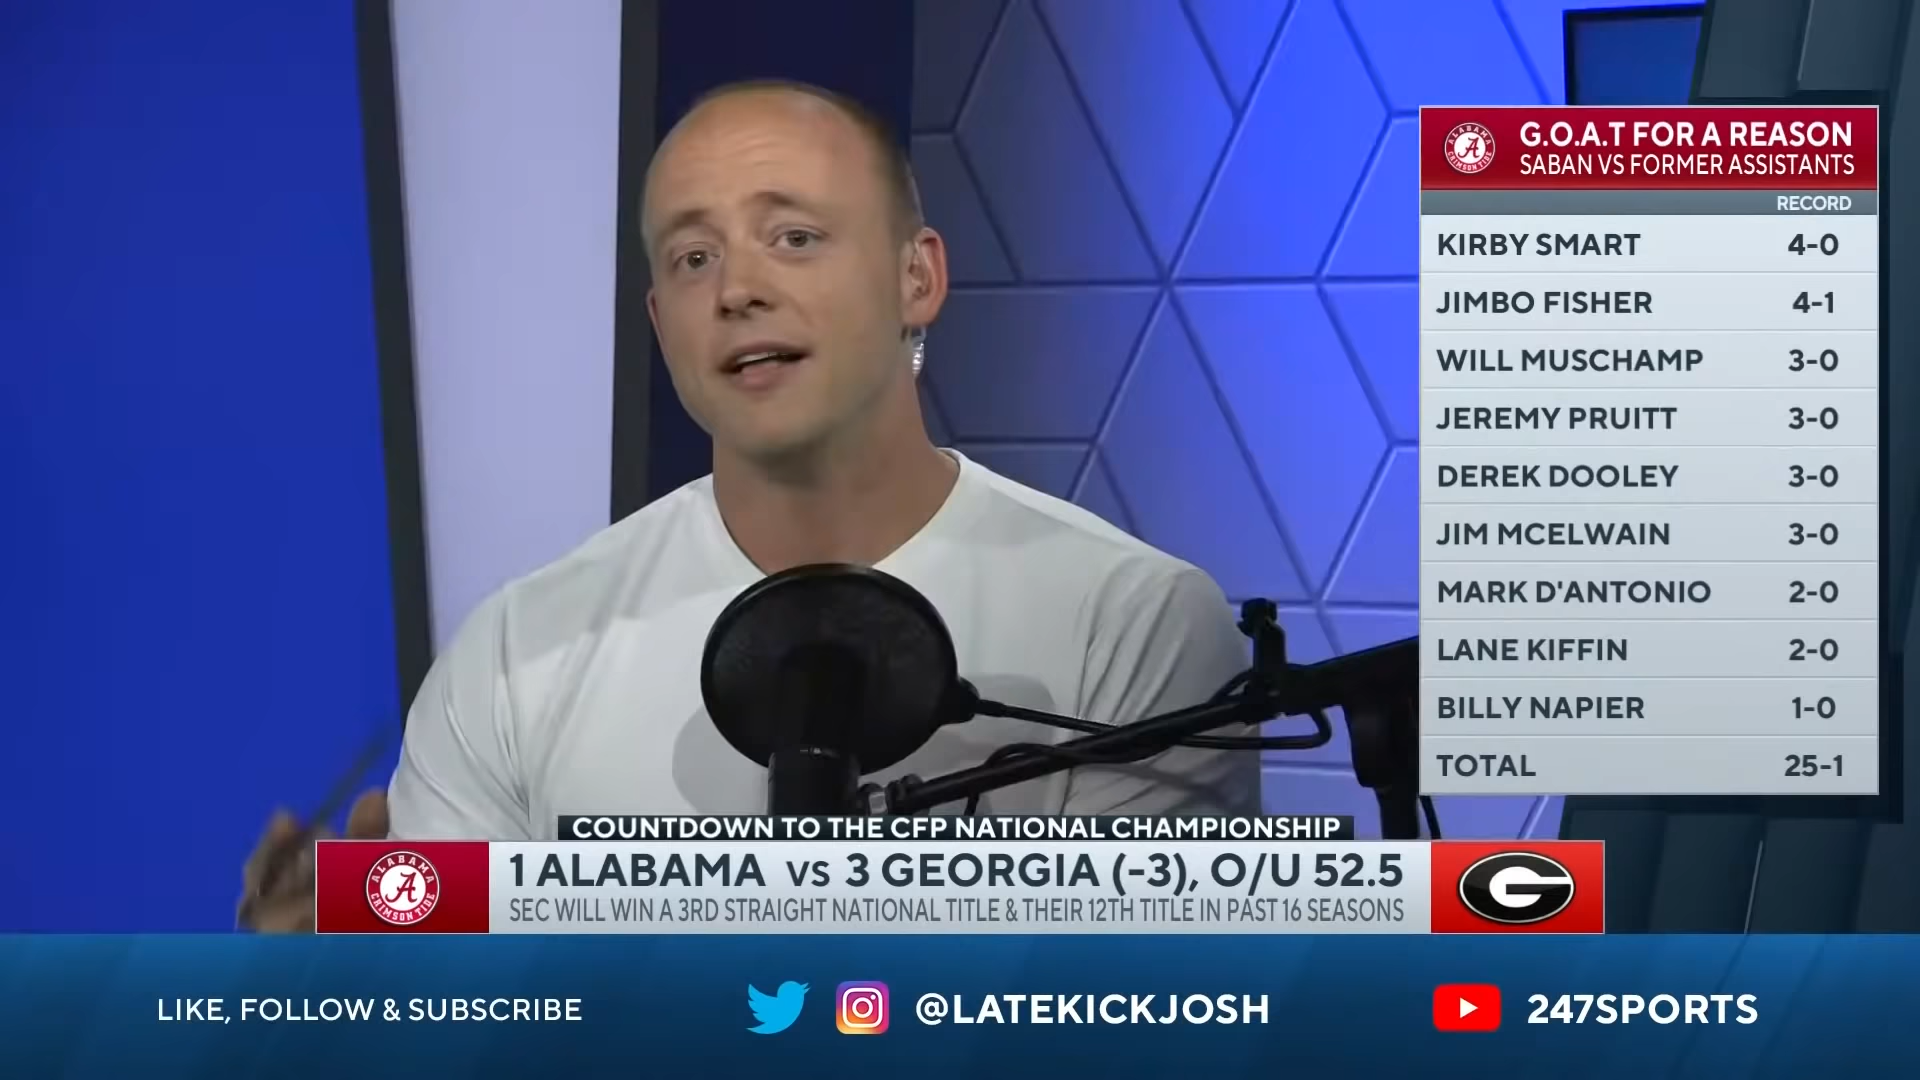 G.O.A.T FOR A REASON
SABAN VS FORMER ASSISTANTS
RECORD
KIRBY SMART 4-0
JIMBO FISHER 4-1
WILL MUSCHAMP 3-0
JEREMY PRUITT 3-0
DEREK DOOLEY 3-0
JIM MCELWAIN 3-0
MARK D'ANTONIO 2-0
LANE KIFFIN 2-0
BILLY NAPIER 1-0
TOTAL 25-1
COUNTDOWN TO THE CFP NATIONAL CHAMPIONSHIP
1 ALABAMA vs 3 GEORGIA (-3), O/U 52.5
SEC WILL WIN A 3RD STRAIGHT NATIONAL TITLE & THEIR 12TH TITLE IN PAST 16 SEASONS
ALABAMA
A
CRIMSON TIDE
G
LIKE, FOLLOW & SUBSCRIBE
@LATEKICKJOSH
247SPORTS